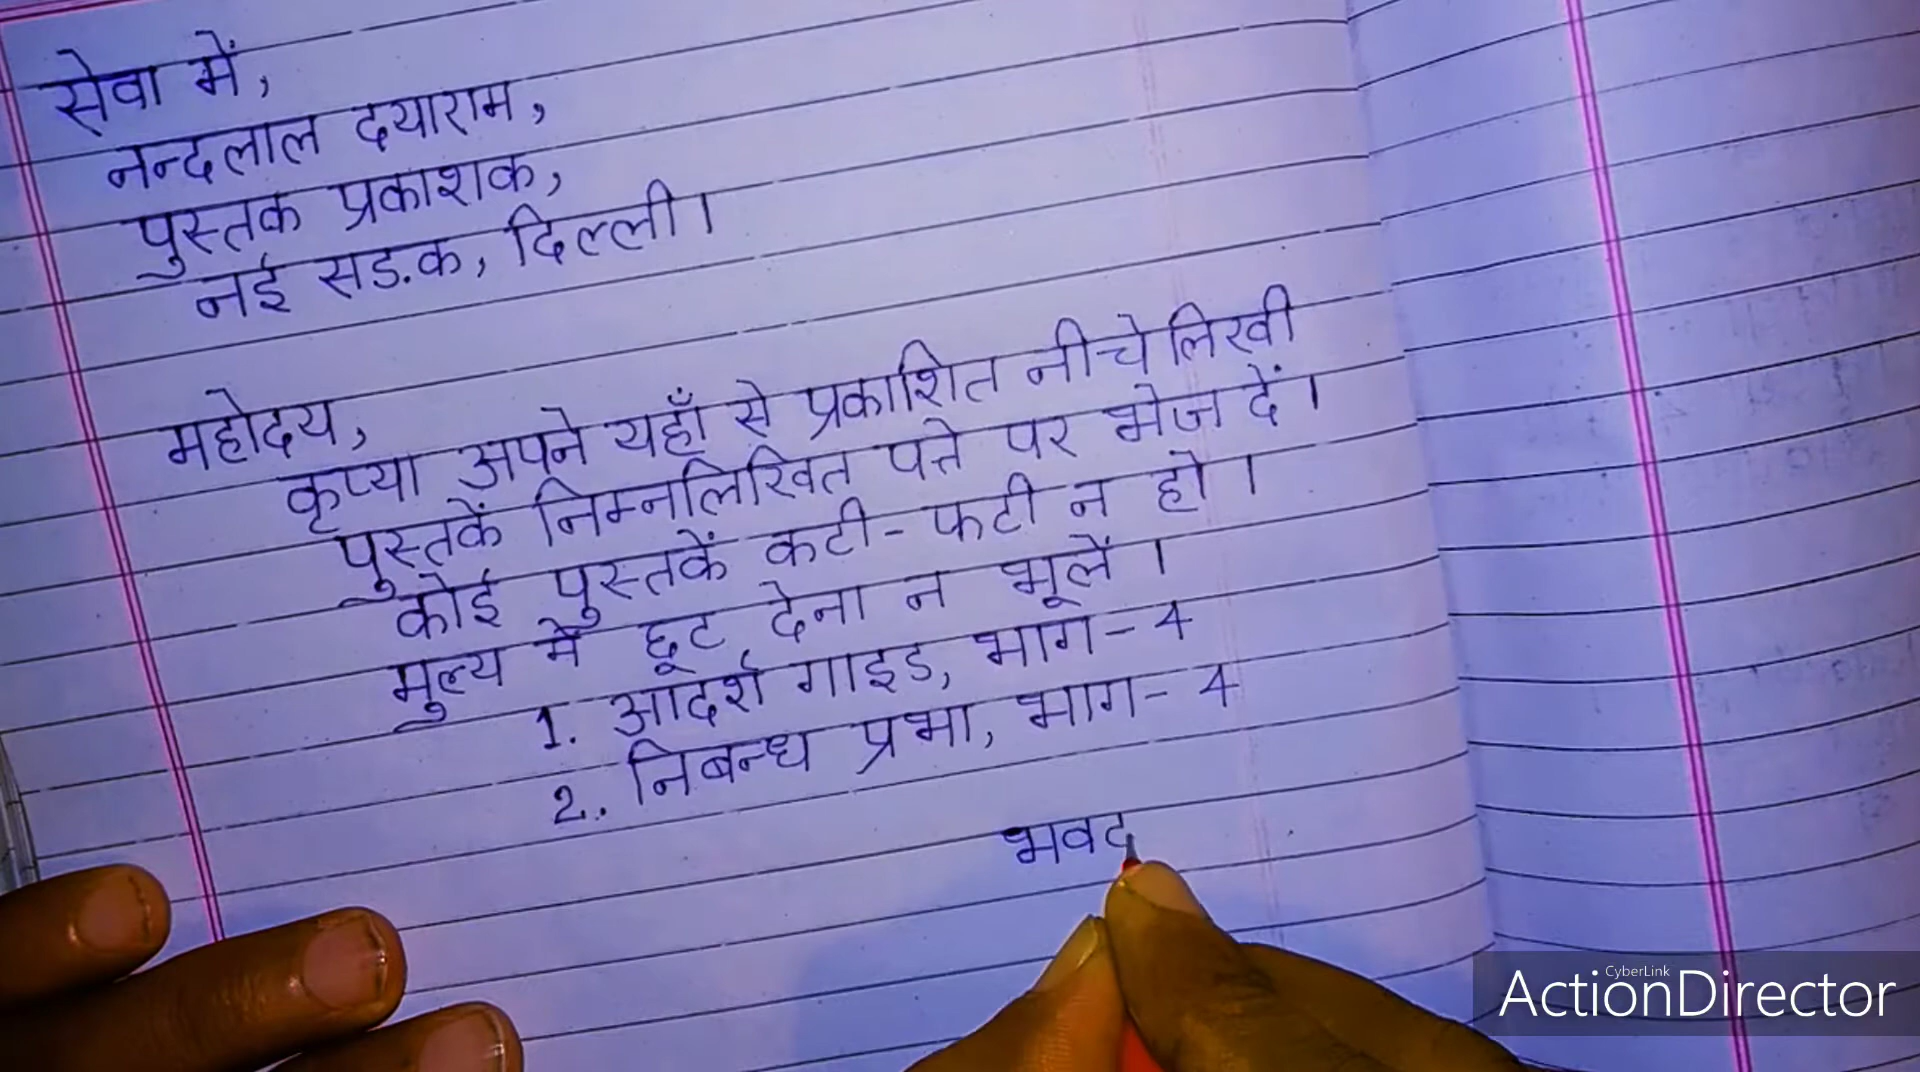 सेवा में,
नन्दलाल दयाराम,
पुस्तक प्रकाशक,
नई सड.क, दिल्ली।
महोदय,
कृप्या अपने यहाँ से प्रकाशित नीचे लिखी
पुस्तकें निम्नलिखित पत्ते पर भेज दें।
कोई पुस्तकें कटी-फटी न हो।
मुल्य में छूट देना न भूलें।
1. आदर्श गाइड, भाग-4
2. निबन्ध प्रभा, भाग-4
भवद
CyberLink
ActionDirector